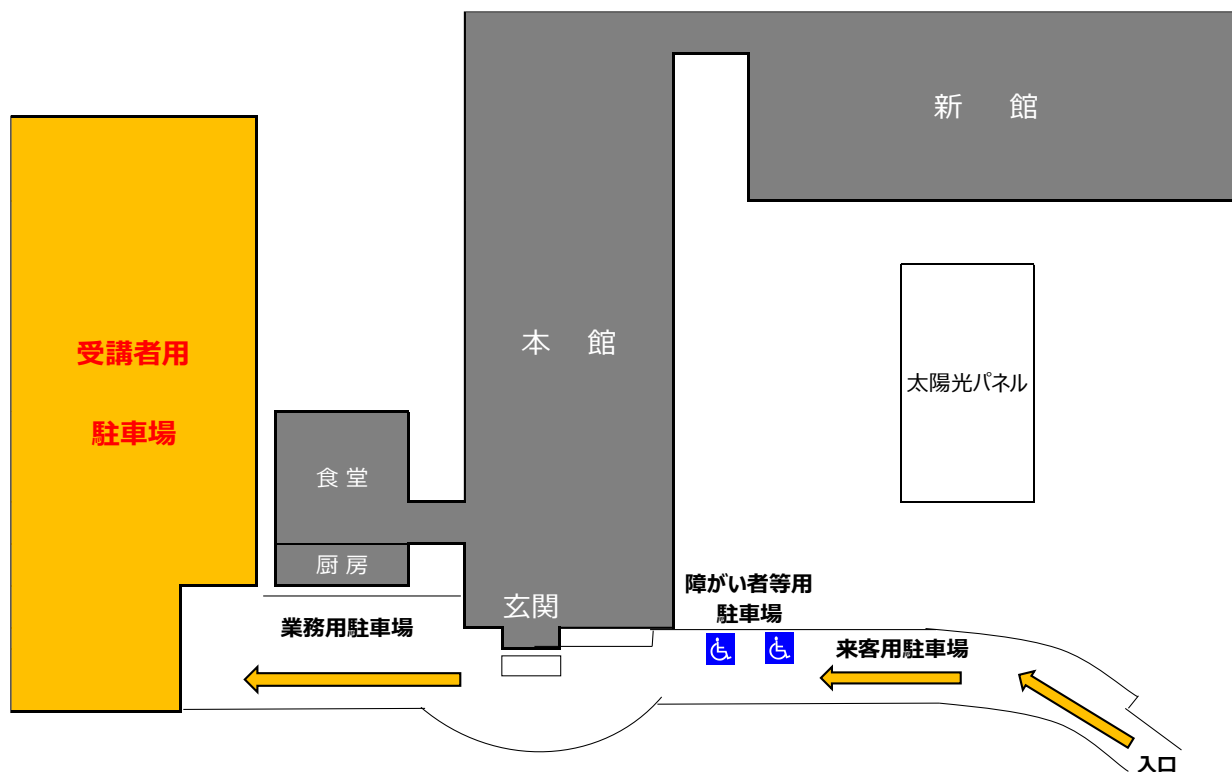 新 館
本 館
受講者用
駐車場
太陽光パネル
食 堂
厨 房
玄関
障がい者等用
駐車場
業務用駐車場
来客用駐車場
入口